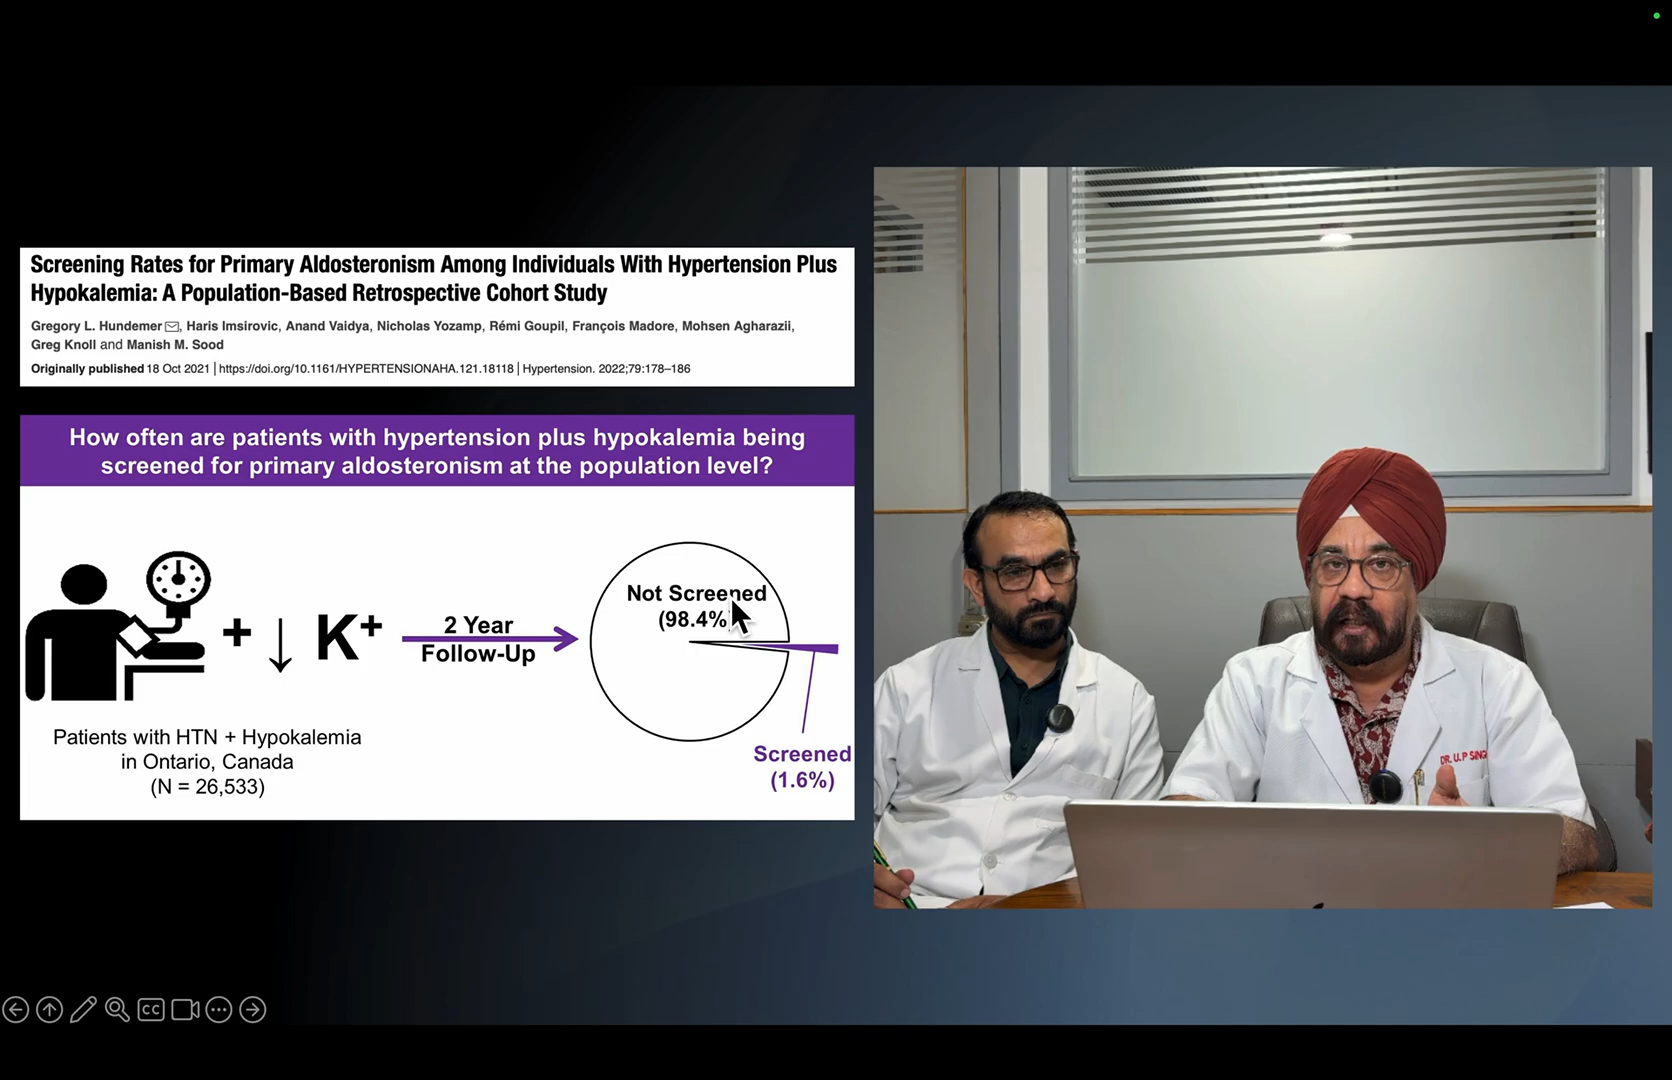 Screening Rates for Primary Aldosteronism Among Individuals With Hypertension Plus
Hypokalemia: A Population-Based Retrospective Cohort Study
Gregory L. Hundemer, Haris Imsirovic, Anand Vaidya, Nicholas Yozamp, Rémi Goupil, François Madore, Mohsen Agharazii,
Greg Knoll and Manish M. Sood
Originally published 18 Oct 2021 | https://doi.org/10.1161/HYPERTENSIONAHA.121.18118 | Hypertension. 2022;79:178–186
How often are patients with hypertension plus hypokalemia being
screened for primary aldosteronism at the population level?
+ ↓ K+
2 Year
Follow-Up
Not Screened
(98.4%
Screened
(1.6%)
Patients with HTN + Hypokalemia
in Ontario, Canada
(N = 26,533)
DR. U.P SING
CC